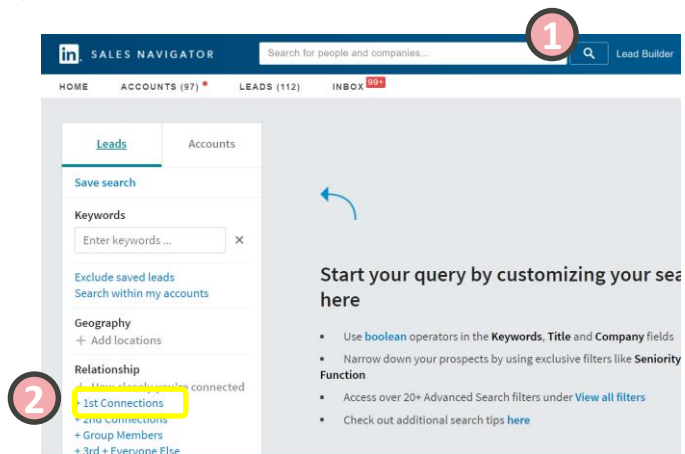 1
in. SALES NAVIGATOR Search for people and companies... Lead Builder
HOME ACCOUNTS (97) LEADS (112) INBOX 99+
Leads Accounts
Save search
Keywords
Enter keywords ... ×
Exclude saved leads
Search within my accounts
Geography
+ Add locations
Relationship
+ How closely you're connected
2
+ 1st Connections
+ 2nd Connections
+ Group Members
+ 3rd + Everyone Else
Start your query by customizing your sea
here
• Use boolean operators in the Keywords, Title and Company fields
• Narrow down your prospects by using exclusive filters like Seniority
Function
• Access over 20+ Advanced Search filters under View all filters
• Check out additional search tips here